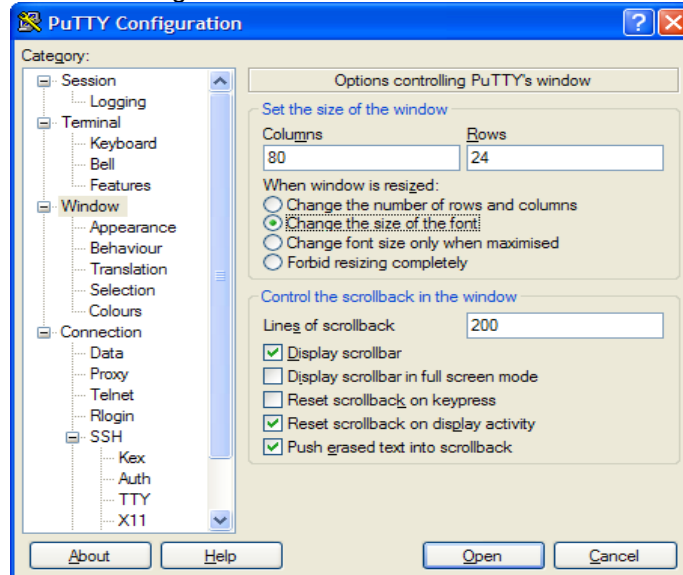 PuTTY Configuration
Category:
Session
Logging
Terminal
Keyboard
Bell
Features
Window
Appearance
Behaviour
Translation
Selection
Colours
Connection
Data
Proxy
Telnet
Rlogin
SSH
Kex
Auth
TTY
X11
Options controlling PuTTY's window
Set the size of the window
Columns Rows
80 24
When window is resized:
Change the number of rows and columns
Change the size of the font
Change font size only when maximised
Forbid resizing completely
Control the scrollback in the window
Lines of scrollback 200
Display scrollbar
Display scrollbar in full screen mode
Reset scrollback on keypress
Reset scrollback on display activity
Push erased text into scrollback
About Help Open Cancel